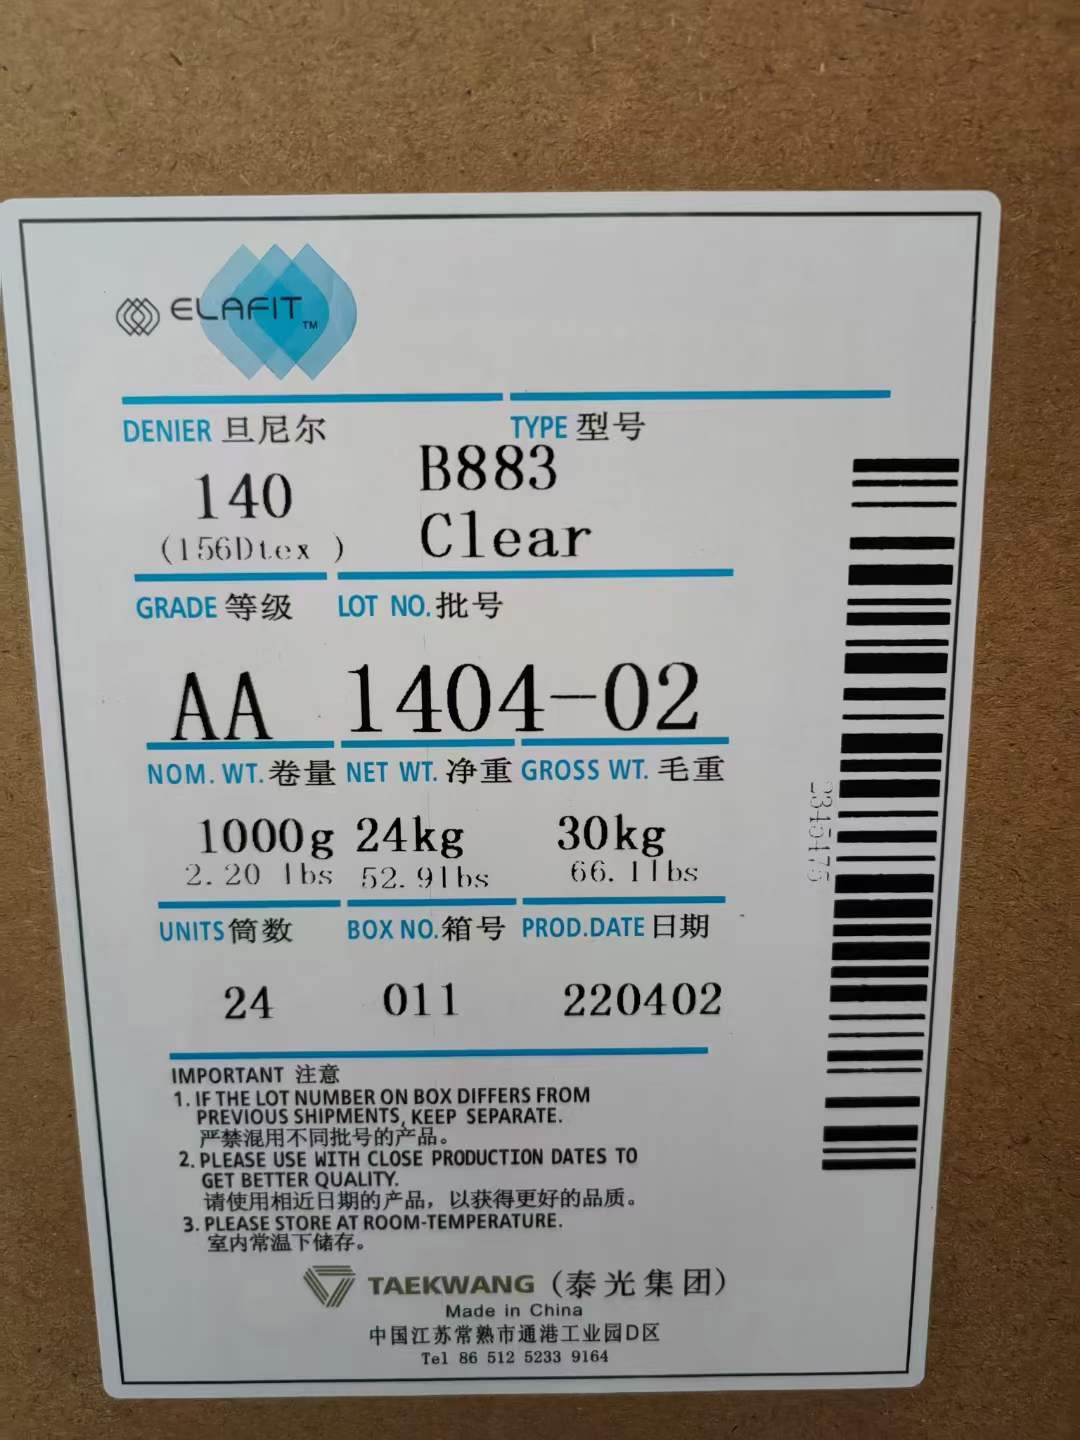 ELAFIT™
DENIER 旦尼尔 TYPE 型号
140 B883
(156Dtex ) Clear
GRADE 等级 LOT NO. 批号
AA 1404-02
NOM. WT. 卷量 NET WT. 净重 GROSS WT. 毛重
1000g 24kg 30kg
2.20 lbs 52.9lbs 66.1lbs
UNITS 筒数 BOX NO. 箱号 PROD.DATE 日期
24 011 220402
2345475
IMPORTANT 注意
1. IF THE LOT NUMBER ON BOX DIFFERS FROM
PREVIOUS SHIPMENTS, KEEP SEPARATE.
严禁混用不同批号的产品。
2. PLEASE USE WITH CLOSE PRODUCTION DATES TO
GET BETTER QUALITY.
请使用相近日期的产品，以获得更好的品质。
3. PLEASE STORE AT ROOM-TEMPERATURE.
室内常温下储存。
TAEKWANG (泰光集团)
Made in China
中国江苏常熟市通港工业园D区
Tel 86 512 5233 9164